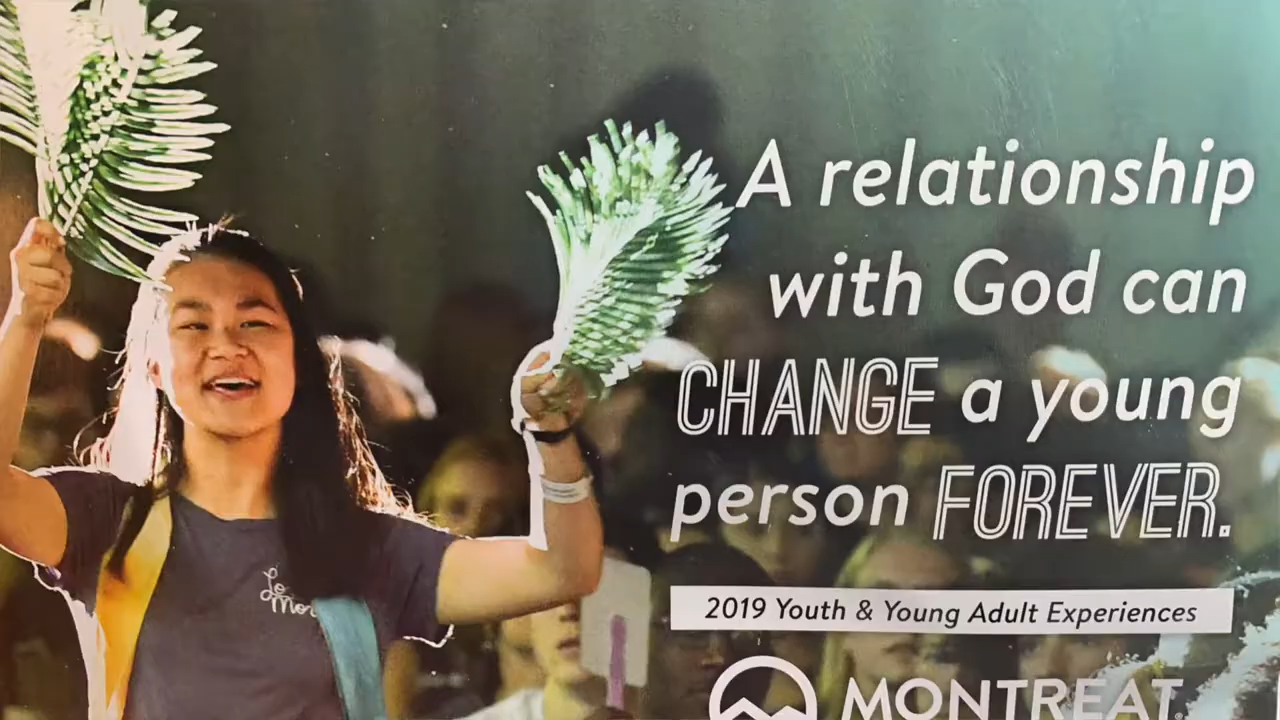 A relationship
with God can
CHANGE a young
person FOREVER.
2019 Youth & Young Adult Experiences
MONTREAT